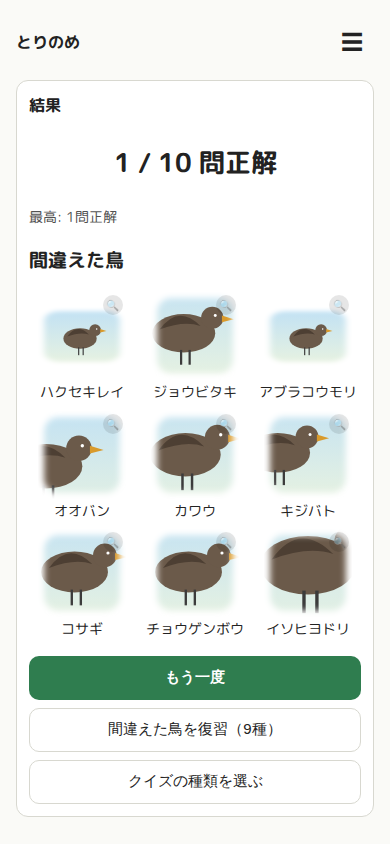 とりのめ
結果
1 / 10 問正解
最高: 1問正解
間違えた鳥
ハクセキレイ
ジョウビタキ
アブラコウモリ
オオバン
カワウ
キジバト
コサギ
チョウゲンボウ
イソヒヨドリ
もう一度
間違えた鳥を復習（9種）
クイズの種類を選ぶ